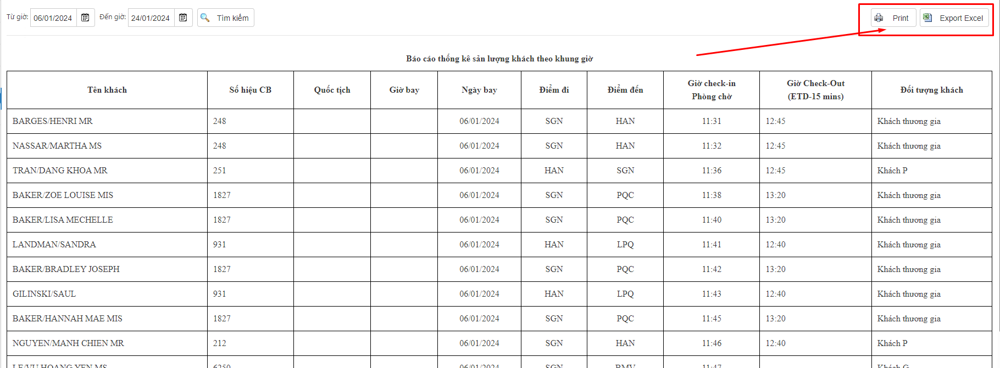 Từ giờ: 06/01/2024 Đến giờ: 24/01/2024 Tìm kiếm Print Export Excel
Báo cáo thống kê sản lượng khách theo khung giờ
Tên khách Số hiệu CB Quốc tịch Giờ bay Ngày bay Điểm đi Điểm đến Giờ check-in Phòng chờ Giờ Check-Out (ETD-15 mins) Đối tượng khách
BARGES/HENRI MR 248 06/01/2024 SGN HAN 11:31 12:45 Khách thương gia
NASSAR/MARTHA MS 248 06/01/2024 SGN HAN 11:32 12:45 Khách thương gia
TRAN/DANG KHOA MR 251 06/01/2024 HAN SGN 11:36 12:45 Khách P
BAKER/ZOE LOUISE MIS 1827 06/01/2024 SGN PQC 11:38 13:20 Khách thương gia
BAKER/LISA MECHELLE 1827 06/01/2024 SGN PQC 11:40 13:20 Khách thương gia
LANDMAN/SANDRA 931 06/01/2024 HAN LPQ 11:41 12:40 Khách thương gia
BAKER/BRADLEY JOSEPH 1827 06/01/2024 SGN PQC 11:42 13:20 Khách thương gia
GILINSKI/SAUL 931 06/01/2024 HAN LPQ 11:43 12:40 Khách thương gia
BAKER/HANNAH MAE MIS 1827 06/01/2024 SGN PQC 11:45 13:20 Khách thương gia
NGUYEN/MANH CHIEN MR 212 06/01/2024 SGN HAN 11:46 12:40 Khách P
LE/VU HOANG YEN MS 6250 06/01/2024 SGN BMV 11:47 Khách